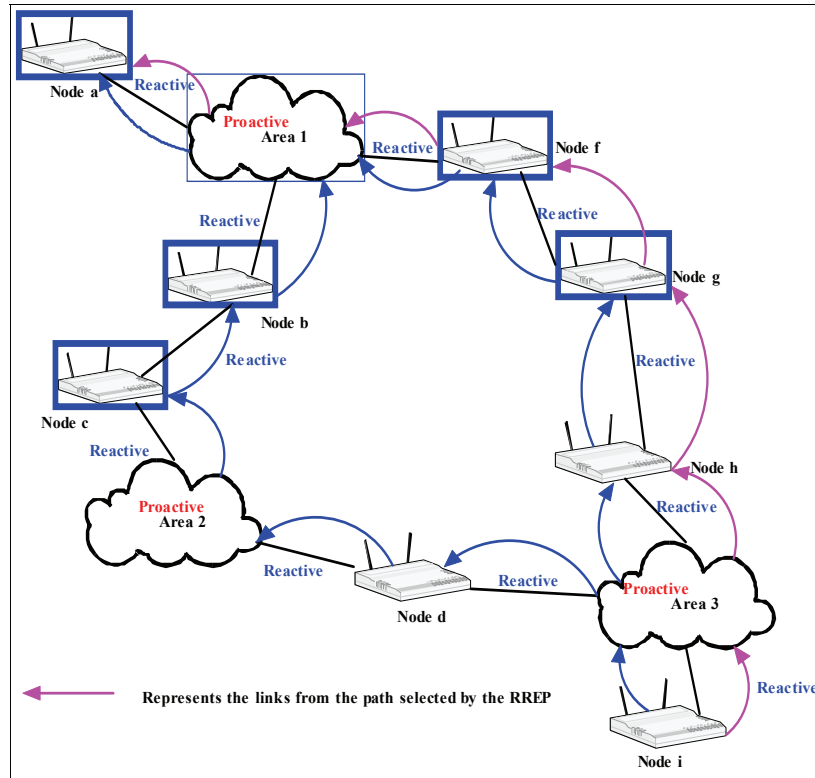 Reactive
Node a
Proactive
Area 1
Reactive
Node f
Reactive
Reactive
Node g
Node b
Reactive
Reactive
Node c
Reactive
Node h
Proactive
Area 2
Reactive
Reactive
Reactive
Proactive
Area 3
Node d
Represents the links from the path selected by the RREP
Reactive
Node i